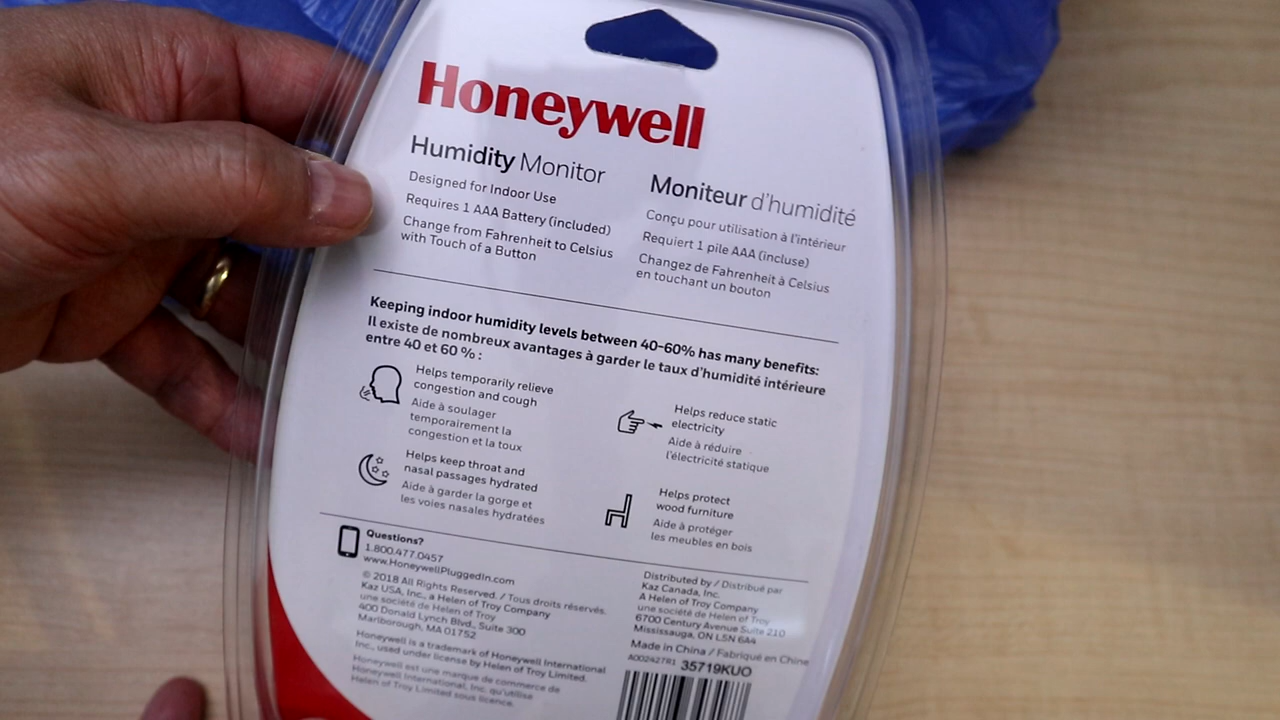 Honeywell
Humidity Monitor
Designed for Indoor Use
Requires 1 AAA Battery (included)
Change from Fahrenheit to Celsius
with Touch of a Button
Moniteur d'humidité
Conçu pour utilisation à l'intérieur
Requiert 1 pile AAA (incluse)
Changez de Fahrenheit à Celsius
en touchant un bouton
Keeping indoor humidity levels between 40-60% has many benefits:
Il existe de nombreux avantages à garder le taux d'humidité intérieure
entre 40 et 60 % :
Helps temporarily relieve
congestion and cough
Aide à soulager
temporairement la
congestion et la toux
Helps reduce static
electricity
Aide à réduire
l'électricité statique
Helps keep throat and
nasal passages hydrated
Aide à garder la gorge et
les voies nasales hydratées
Helps protect
wood furniture
Aide à protéger
les meubles en bois
Questions?
1.800.477.0457
www.HoneywellPluggedIn.com
© 2018 All Rights Reserved. / Tous droits réservés.
Kaz USA, Inc., a Helen of Troy Company
une société de Helen of Troy
400 Donald Lynch Blvd., Suite 300
Marlborough, MA 01752
Honeywell is a trademark of Honeywell International
Inc., used under license by Helen of Troy Limited.
Honeywell est une marque de commerce de
Honeywell International, Inc. qu'utilise
Helen of Troy Limited sous licence.
Distributed by / Distribué par
Kaz Canada, Inc.
A Helen of Troy Company
une société de Helen of Troy
6700 Century Avenue Suite 210
Mississauga, ON L5N 6A4
Made in China / Fabriqué en Chine
A002427R1 35719KUO